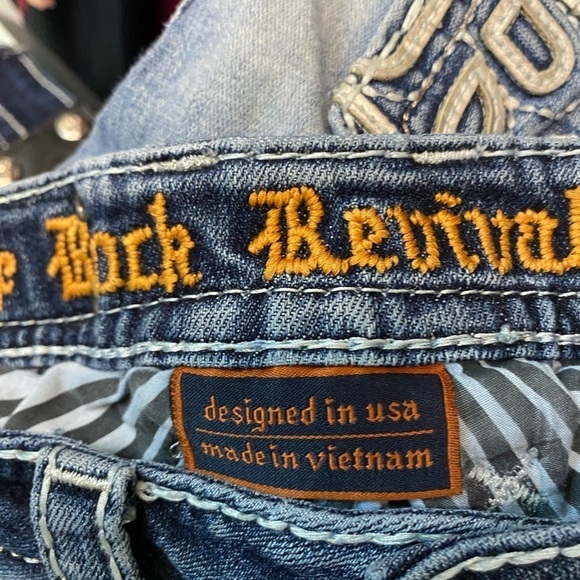 Rock Revival
designed in usa
made in vietnam